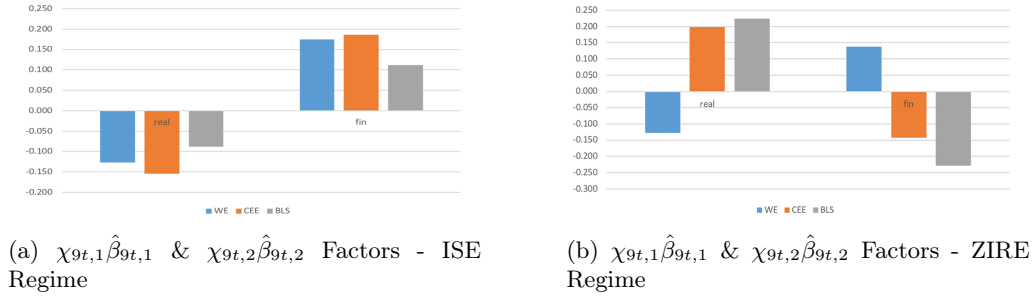 0.250
0.200
0.150
0.100
0.050
0.000
-0.050
-0.100
-0.150
-0.200
real
fin
WE CEE BLS
(a) χ9t,1β̂9t,1 & χ9t,2β̂9t,2 Factors - ISE
Regime
0.250
0.200
0.150
0.100
0.050
0.000
-0.050
-0.100
-0.150
-0.200
-0.250
-0.300
real
fin
WE CEE BLS
(b) χ9t,1β̂9t,1 & χ9t,2β̂9t,2 Factors - ZIRE
Regime